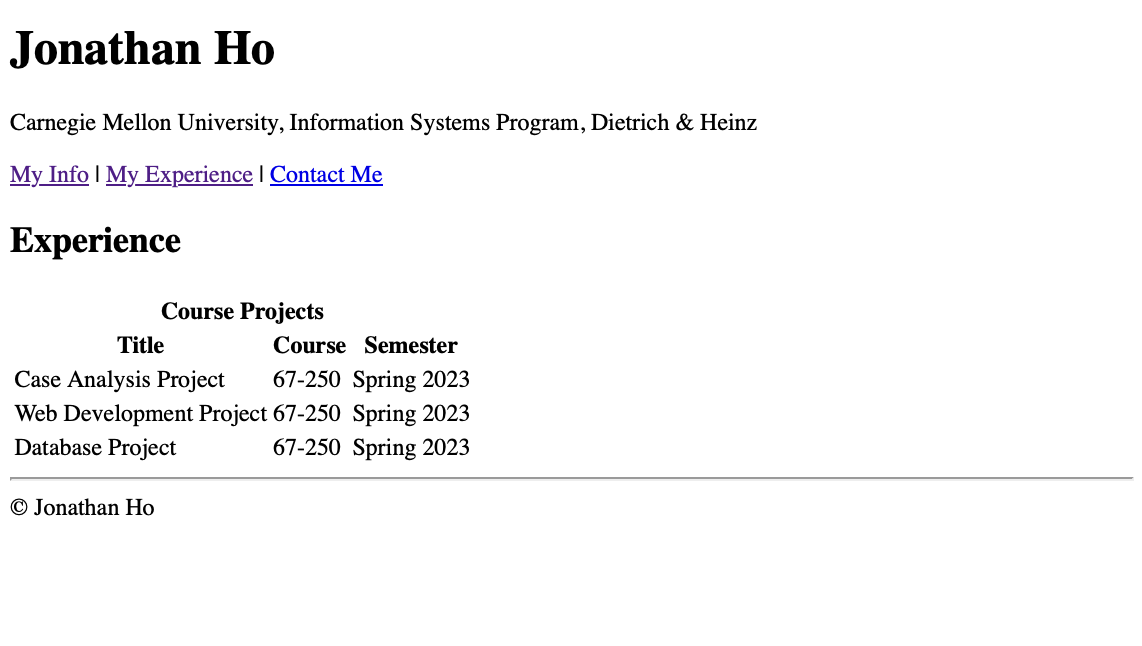 Jonathan Ho
Carnegie Mellon University, Information Systems Program, Dietrich & Heinz
My Info | My Experience | Contact Me
Experience
Course Projects
Title Course Semester
Case Analysis Project 67-250 Spring 2023
Web Development Project 67-250 Spring 2023
Database Project 67-250 Spring 2023
© Jonathan Ho